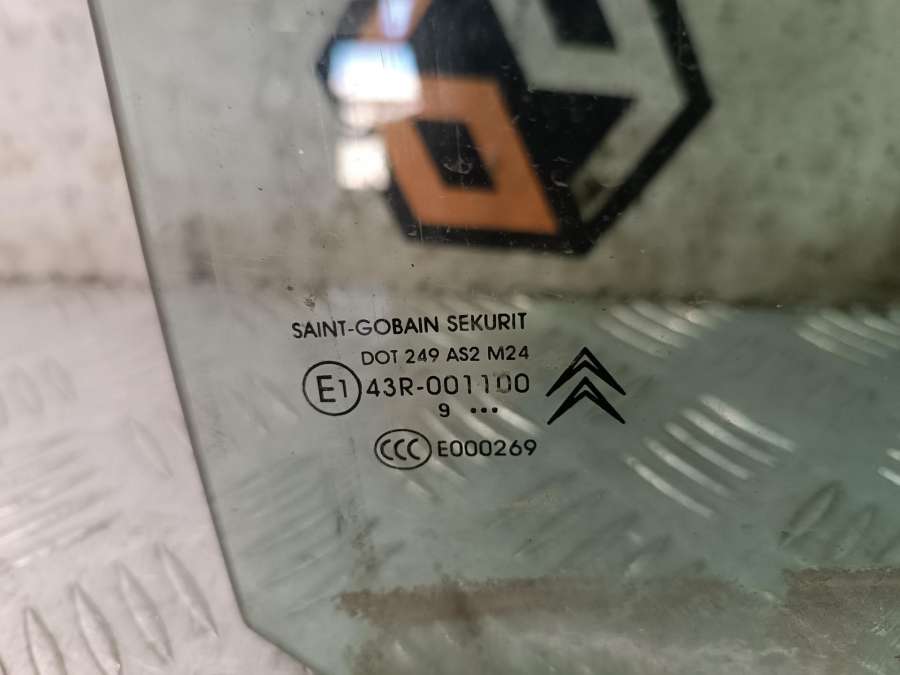 SAINT-GOBAIN SEKURIT
DOT 249 AS2 M24
E1 43R-001100
9 •••
CCC E000269